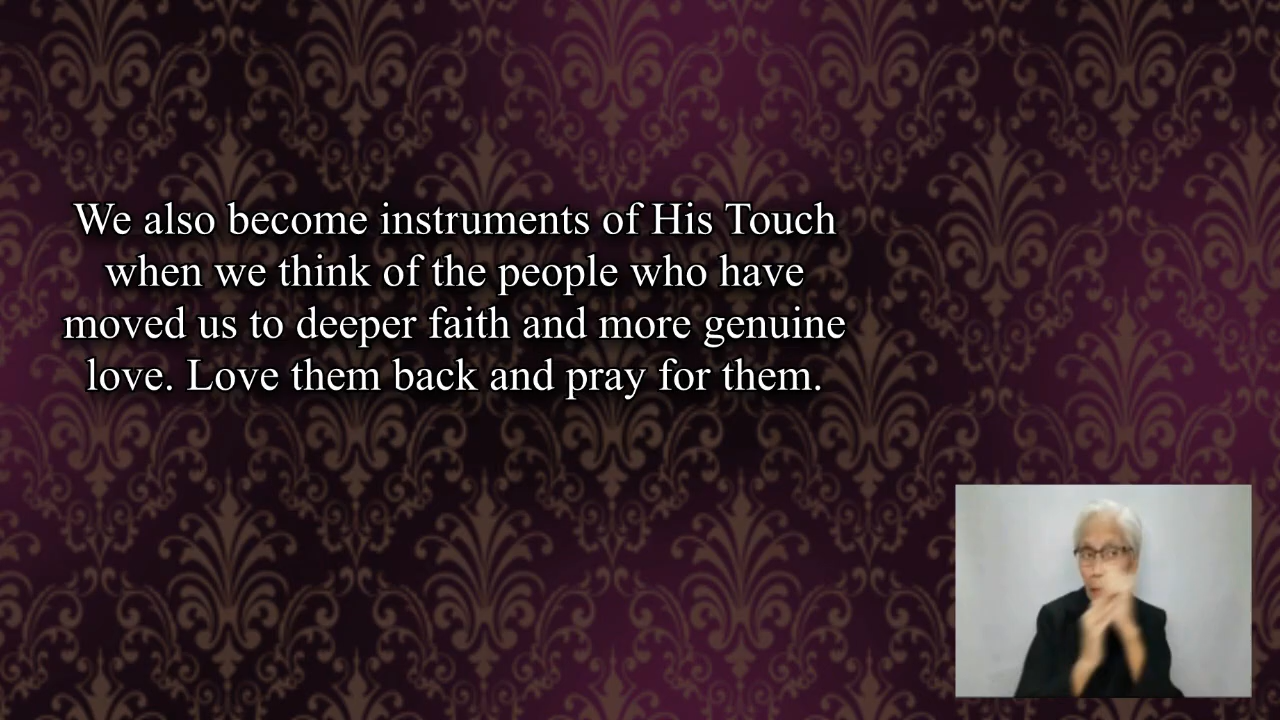 We also become instruments of His Touch
when we think of the people who have
moved us to deeper faith and more genuine
love. Love them back and pray for them.